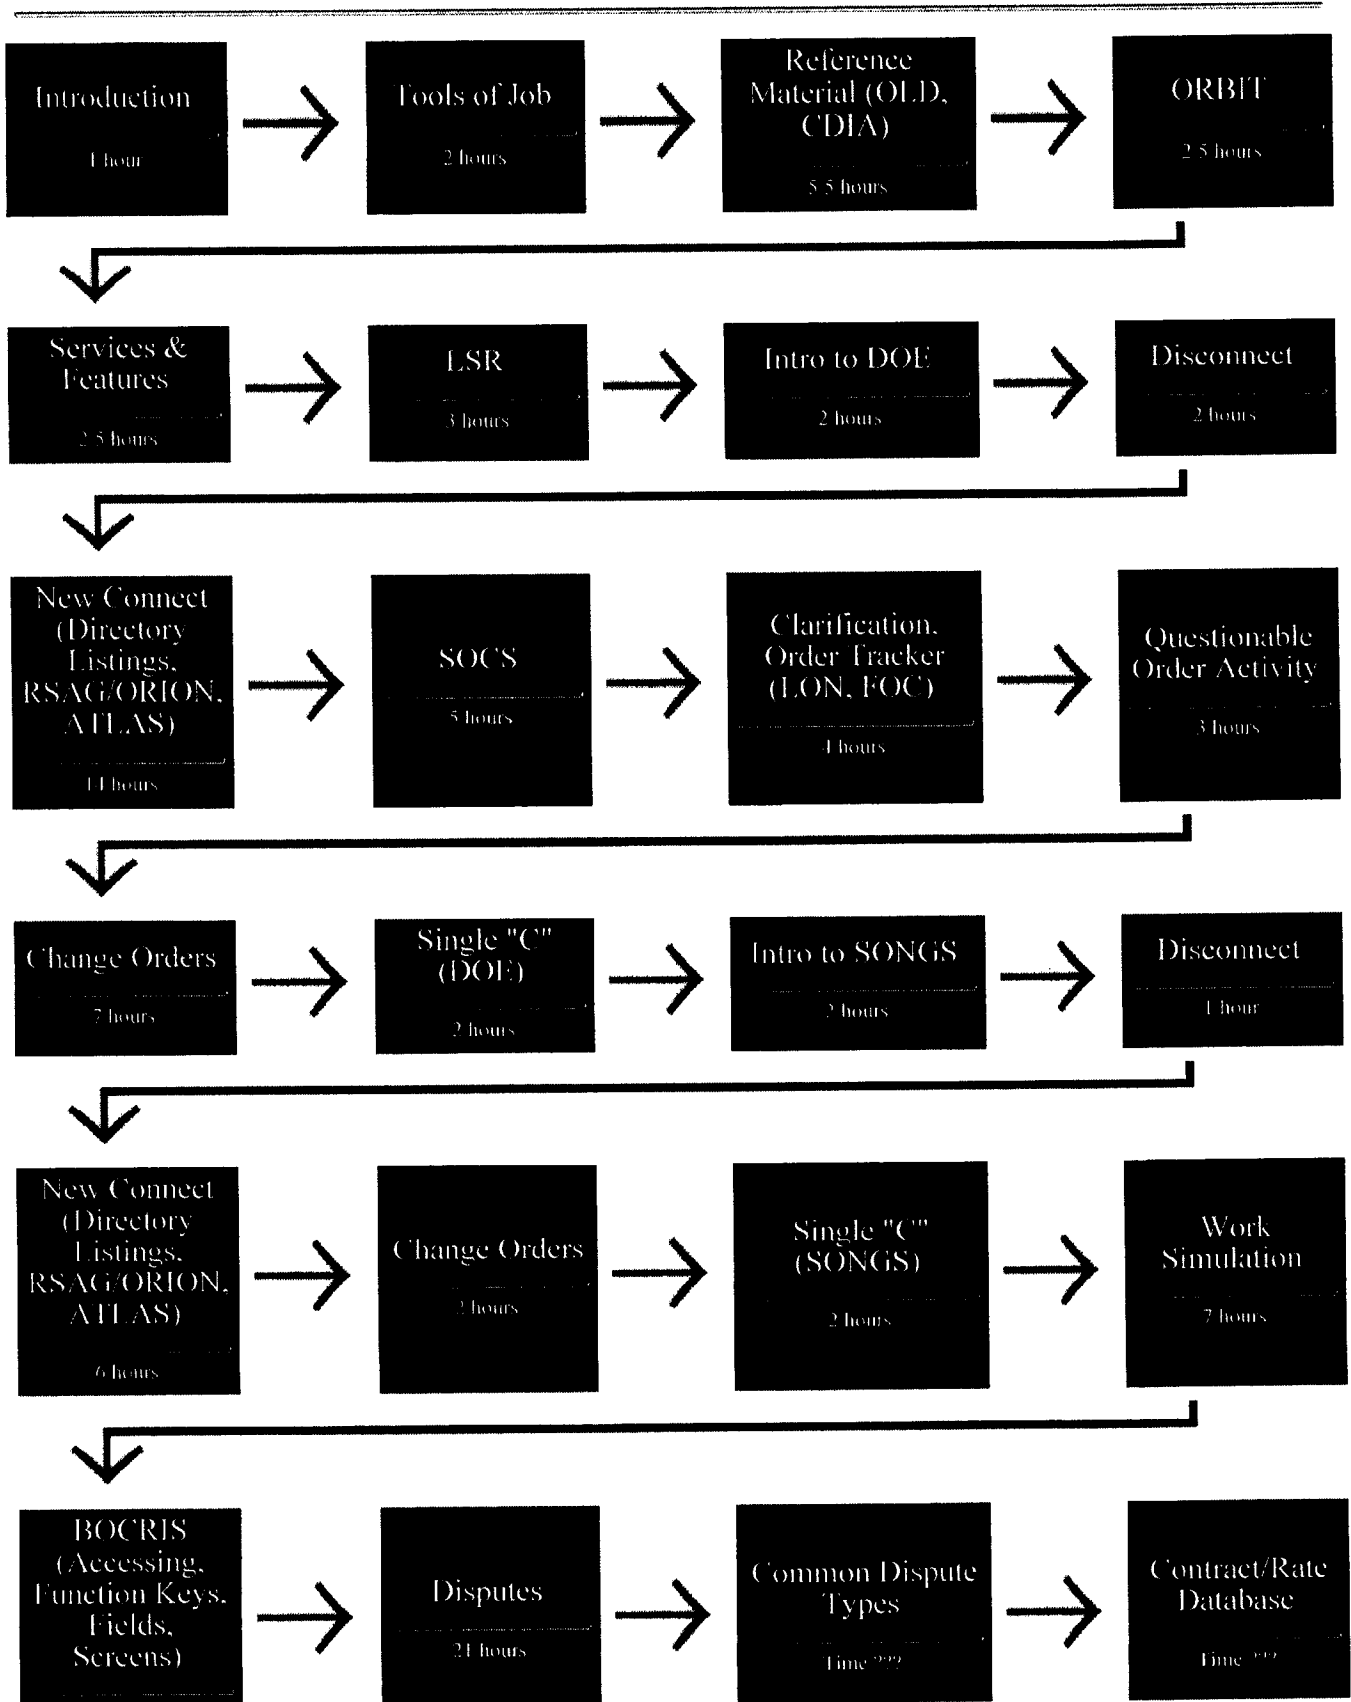 Introduction
1 hour
Tools of Job
2 hours
Reference
Material (OLD,
CDIA)
5.5 hours
ORBIT
2.5 hours
Services &
Features
2.5 hours
LSR
3 hours
Intro to DOE
2 hours
Disconnect
2 hours
New Connect
(Directory
Listings,
RSAG/ORION,
ATLAS)
14 hours
SOCS
5 hours
Clarification,
Order Tracker
(LON, FOC)
4 hours
Questionable
Order Activity
3 hours
Change Orders
7 hours
Single "C"
(DOE)
2 hours
Intro to SONGS
2 hours
Disconnect
1 hour
New Connect
(Directory
Listings,
RSAG/ORION,
ATLAS)
6 hours
Change Orders
2 hours
Single "C"
(SONGS)
2 hours
Work
Simulation
7 hours
BOCRIS
(Accessing,
Function Keys,
Fields,
Screens)
Disputes
21 hours
Common Dispute
Types
Time ???
Contract/Rate
Database
Time ???